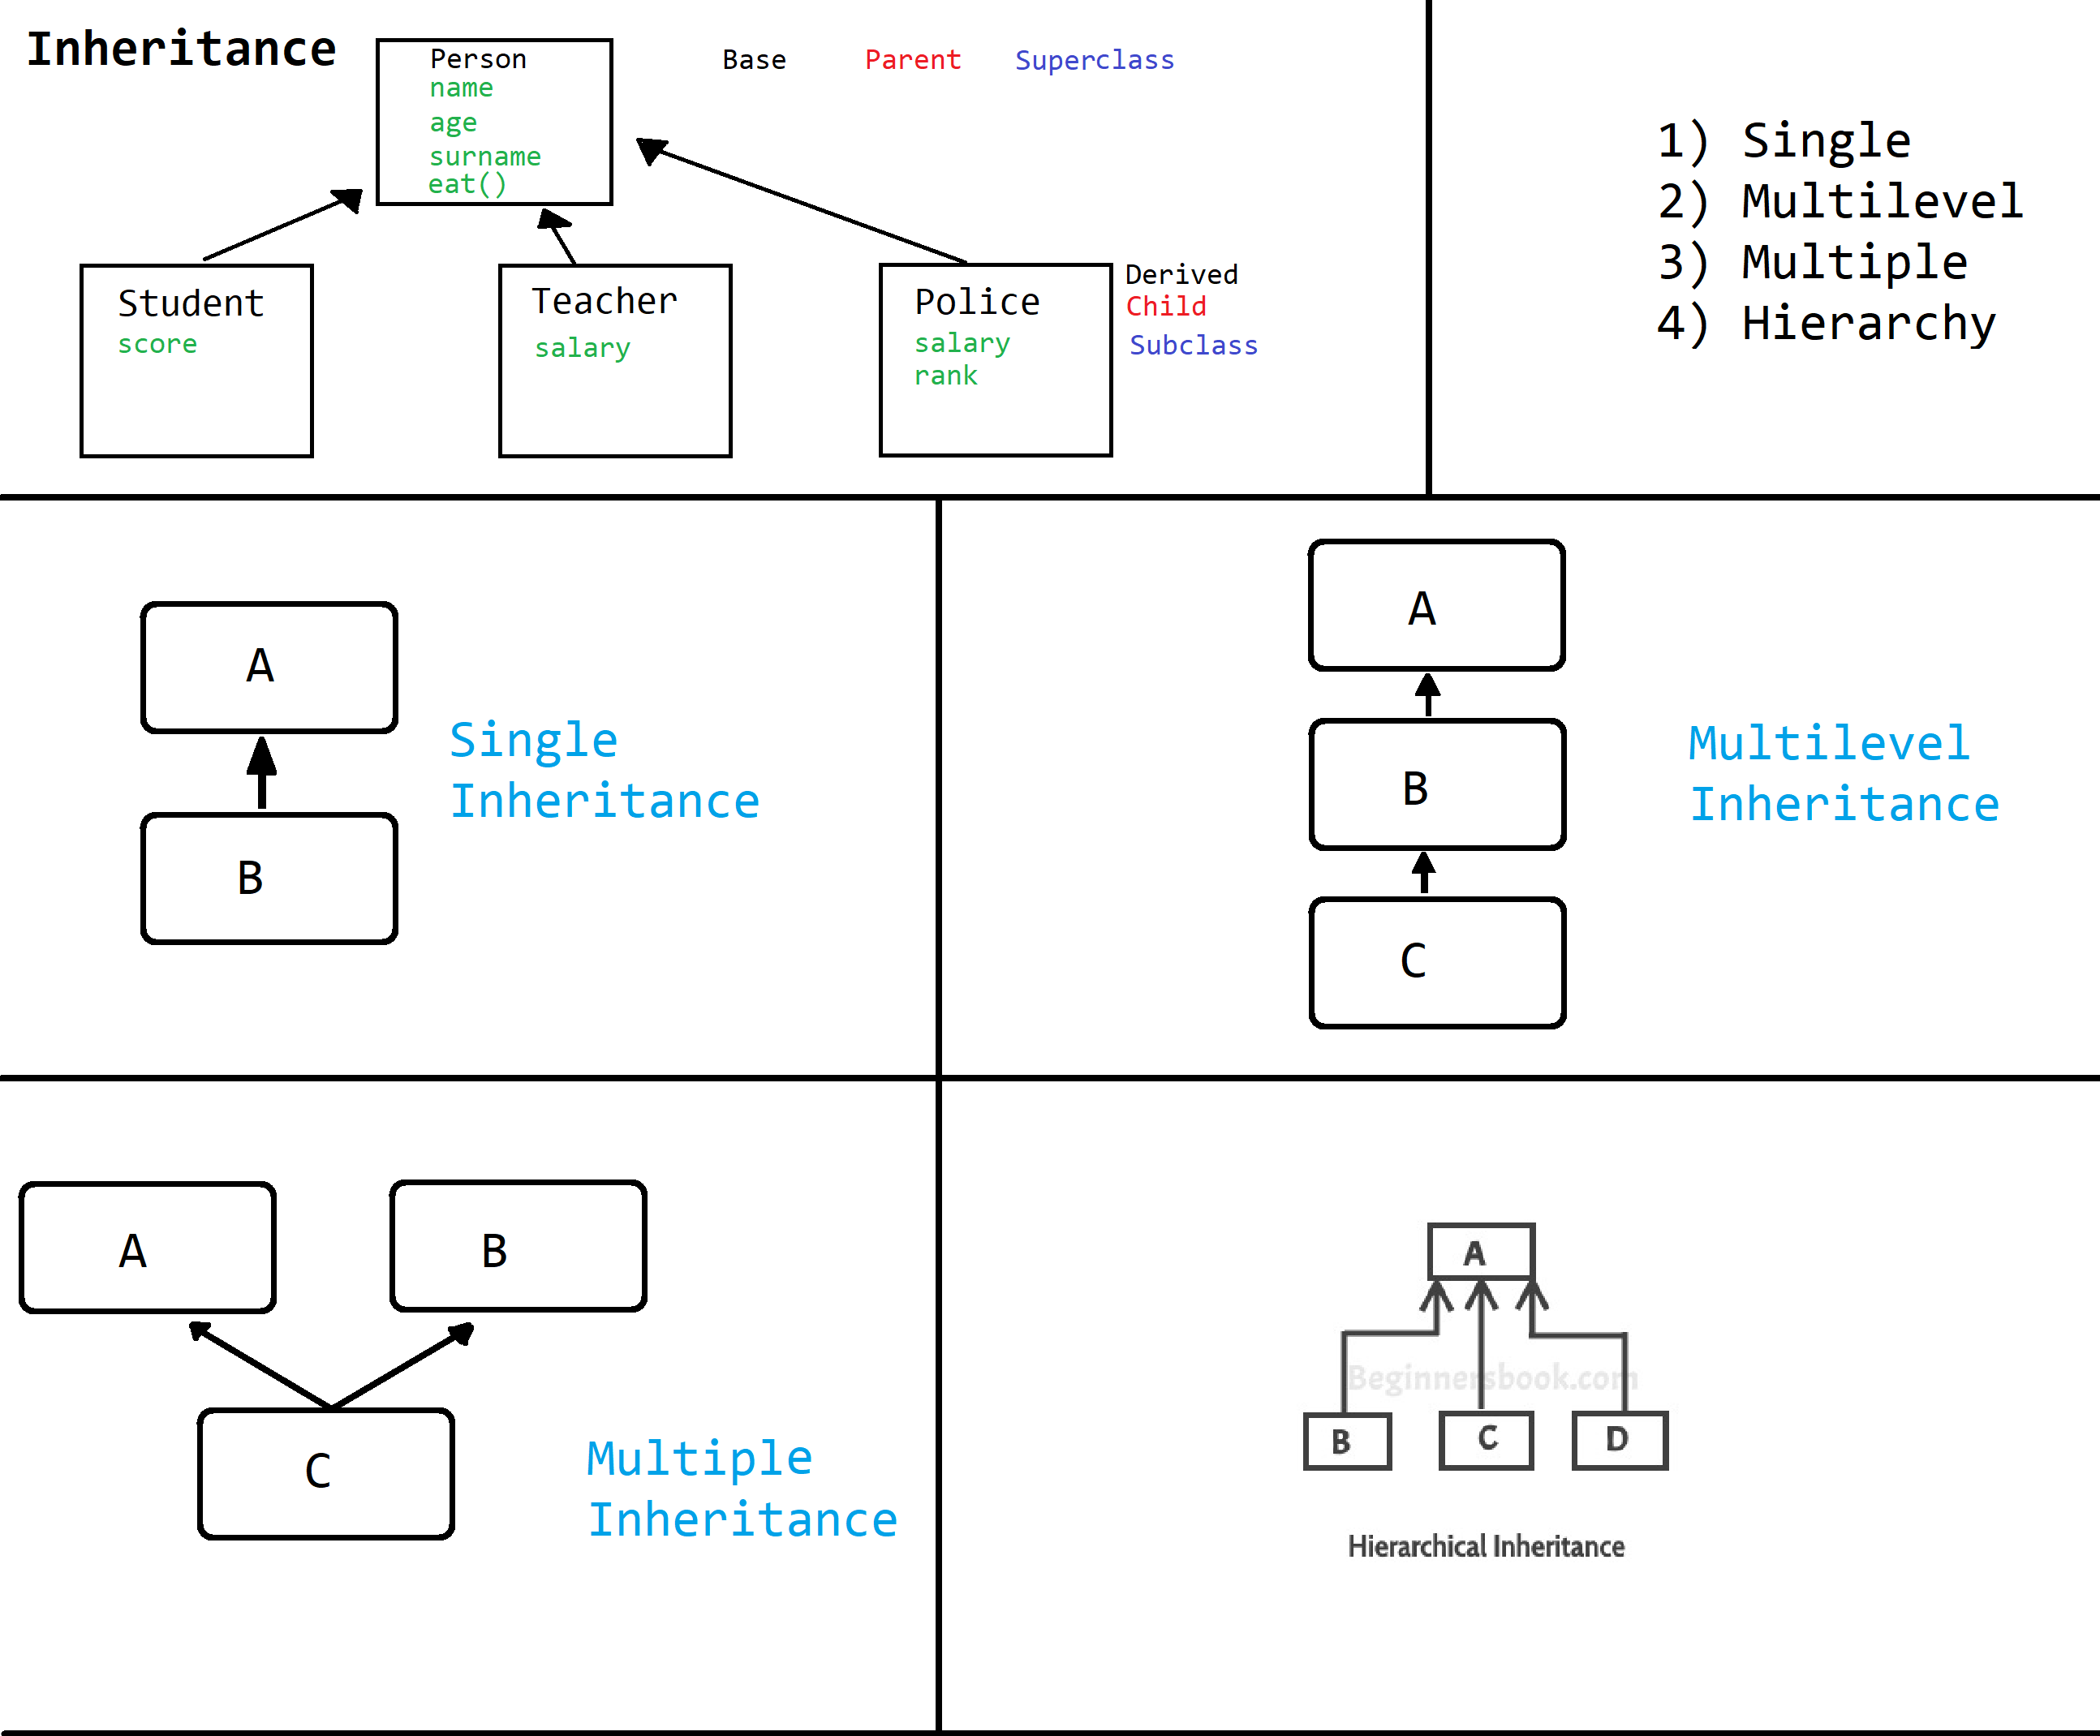 Inheritance
Person
name
age
surname
eat()
Base
Parent
Superclass
Student
score
Teacher
salary
Police
salary
rank
Derived
Child
Subclass
1) Single
2) Multilevel
3) Multiple
4) Hierarchy
A
B
Single
Inheritance
A
B
C
Multilevel
Inheritance
A
B
C
Multiple
Inheritance
A
Beginnersbook.com
B
C
D
Hierarchical Inheritance